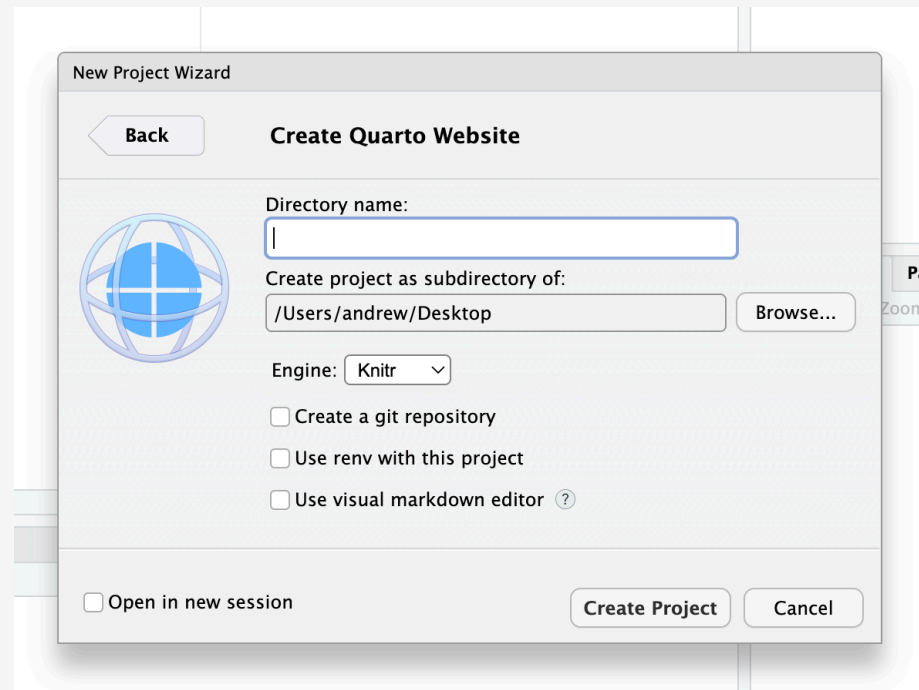 New Project Wizard
Back
Create Quarto Website
Directory name:
Create project as subdirectory of:
/Users/andrew/Desktop
Browse...
Engine: Knitr
Create a git repository
Use renv with this project
Use visual markdown editor ?
Open in new session
Create Project
Cancel
Zoom